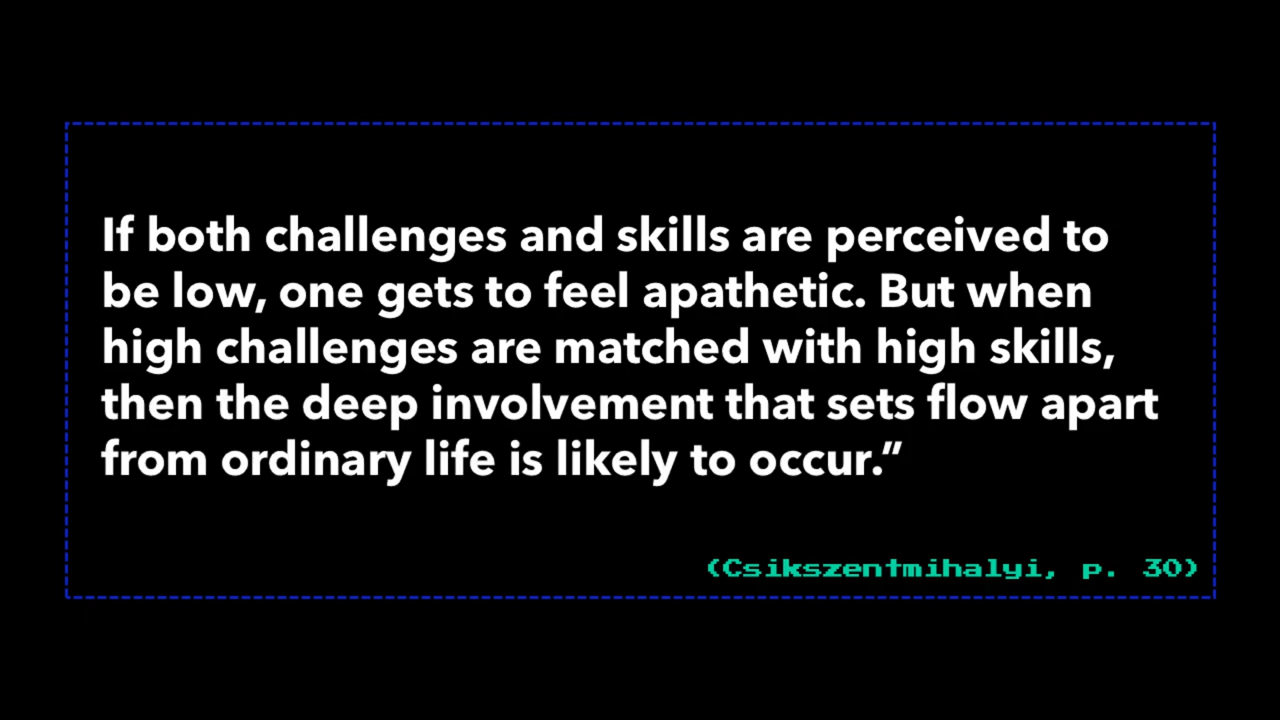 If both challenges and skills are perceived to
be low, one gets to feel apathetic. But when
high challenges are matched with high skills,
then the deep involvement that sets flow apart
from ordinary life is likely to occur.”
(Csikszentmihalyi, p. 30)